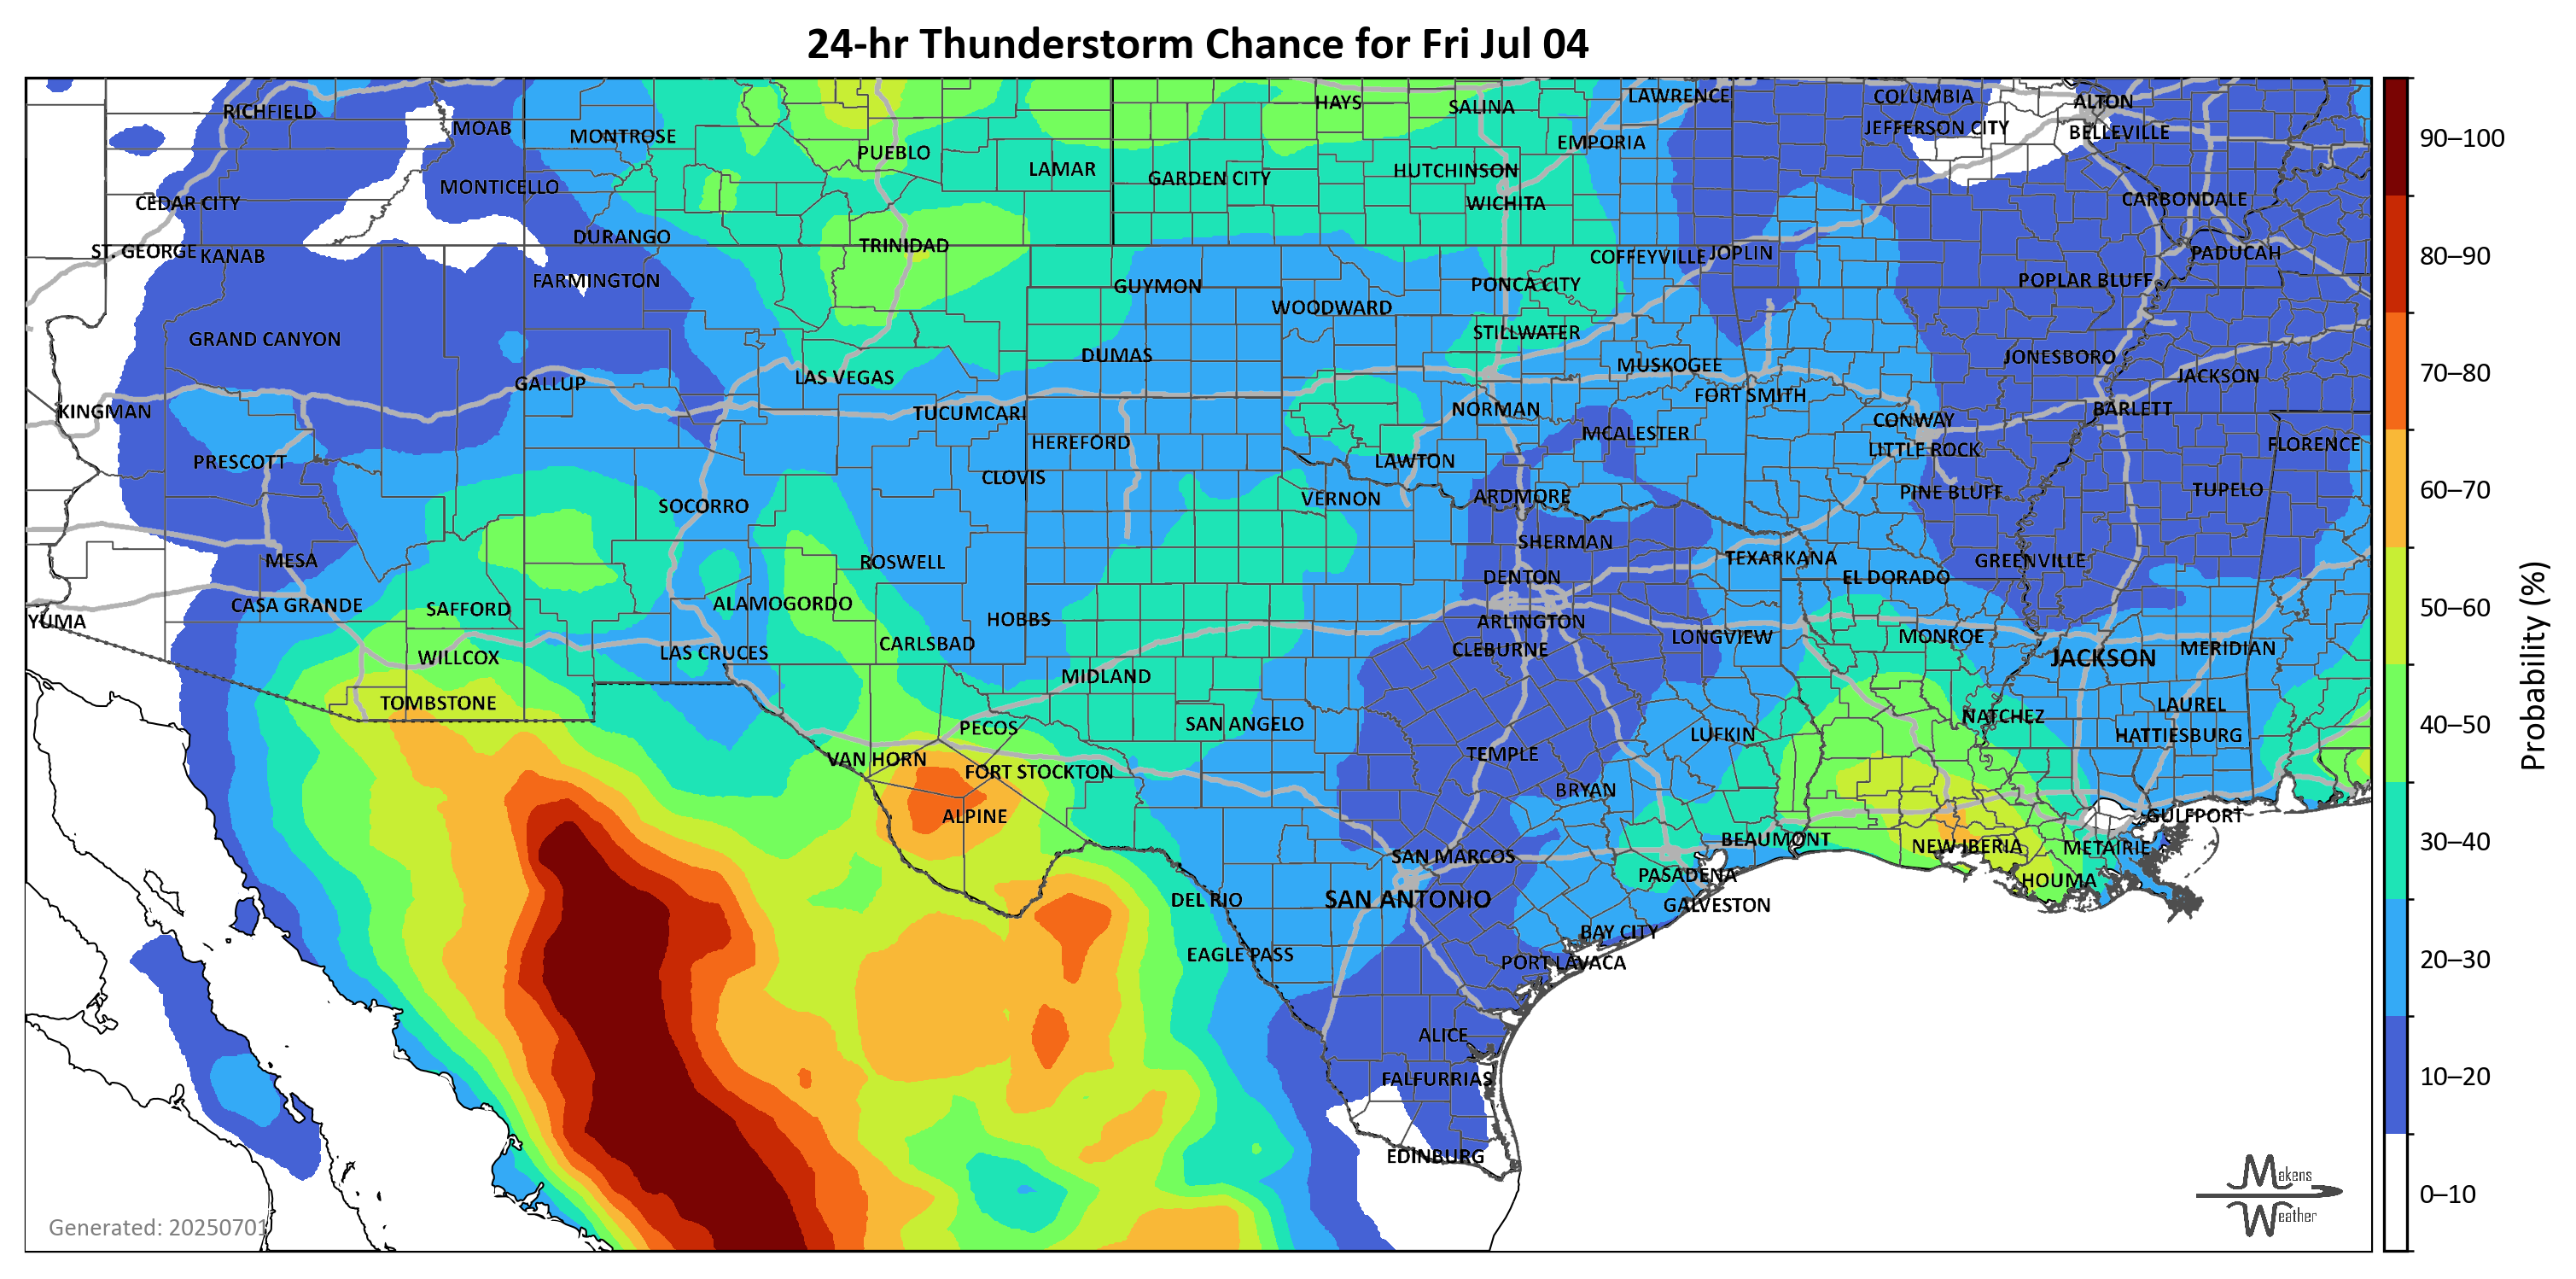 24-hr Thunderstorm Chance for Fri Jul 04
RICHFIELD
MOAB
MONTROSE
PUEBLO
LAMAR
HAYS
SALINA
LAWRENCE
COLUMBIA
ALTON
JEFFERSON CITY
BELLEVILLE
EMPORIA
HUTCHINSON
GARDEN CITY
MONTICELLO
CEDAR CITY
WICHITA
CARBONDALE
DURANGO
TRINIDAD
ST. GEORGE
KANAB
COFFEYVILLE
JOPLIN
PADUCAH
FARMINGTON
GUYMON
PONCA CITY
POPLAR BLUFF
WOODWARD
GRAND CANYON
STILLWATER
DUMAS
JONESBORO
MUSKOGEE
LAS VEGAS
JACKSON
GALLUP
FORT SMITH
KINGMAN
TUCUMCARI
NORMAN
BARLETT
CONWAY
MCALESTER
HEREFORD
FLORENCE
LITTLE ROCK
PRESCOTT
LAWTON
CLOVIS
TUPELO
PINE BLUFF
VERNON
ARDMORE
SOCORRO
SHERMAN
MESA
ROSWELL
TEXARKANA
GREENVILLE
DENTON
EL DORADO
CASA GRANDE
SAFFORD
ALAMOGORDO
HOBBS
YUMA
ARLINGTON
CARLSBAD
LONGVIEW
MONROE
CLEBURNE
MERIDIAN
WILLCOX
LAS CRUCES
JACKSON
MIDLAND
TOMBSTONE
LAUREL
NATCHEZ
SAN ANGELO
PECOS
LUFKIN
HATTIESBURG
TEMPLE
VAN HORN
FORT STOCKTON
BRYAN
ALPINE
GULFPORT
BEAUMONT
NEW IBERIA
METAIRIE
SAN MARCOS
PASADENA
HOUMA
DEL RIO
SAN ANTONIO
GALVESTON
BAY CITY
EAGLE PASS
PORT LAVACA
ALICE
FALFURRIAS
EDINBURG
Generated: 20250701
Makens
Weather
90–100
80–90
70–80
60–70
50–60
40–50
30–40
20–30
10–20
0–10
Probability (%)